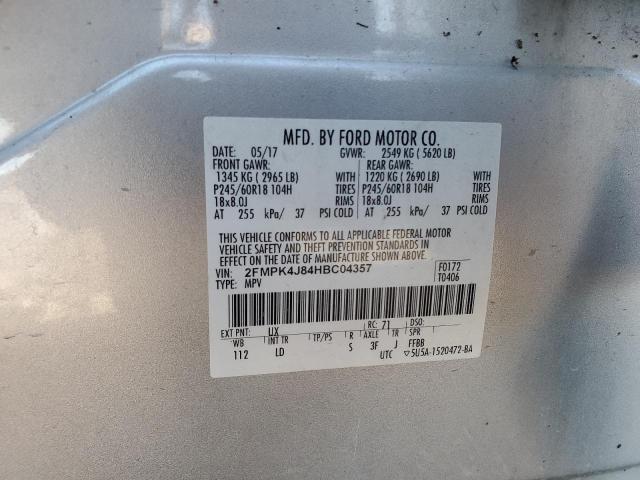 MFD. BY FORD MOTOR CO.
DATE: 05/17 GVWR: 2549 KG ( 5620 LB)
FRONT GAWR: REAR GAWR:
1345 KG ( 2965 LB) WITH 1220 KG ( 2690 LB) WITH
P245/60R18 104H TIRES P245/60R18 104H TIRES
18x8.0J RIMS 18x8.0J RIMS
AT 255 kPa/ 37 PSI COLD AT 255 kPa/ 37 PSI COLD
THIS VEHICLE CONFORMS TO ALL APPLICABLE FEDERAL MOTOR
VEHICLE SAFETY AND THEFT PREVENTION STANDARDS IN
EFFECT ON THE DATE OF MANUFACTURE SHOWN ABOVE.
VIN: 2FMPK4J84HBC04357 F0172
TYPE: MPV T0406
EXT PNT: UX RC: 71 DSO:
WB INT TR TP/PS R AXLE TR SPR
112 LD S 3F J FFBB
UTC ▽5U5A-1520472-BA